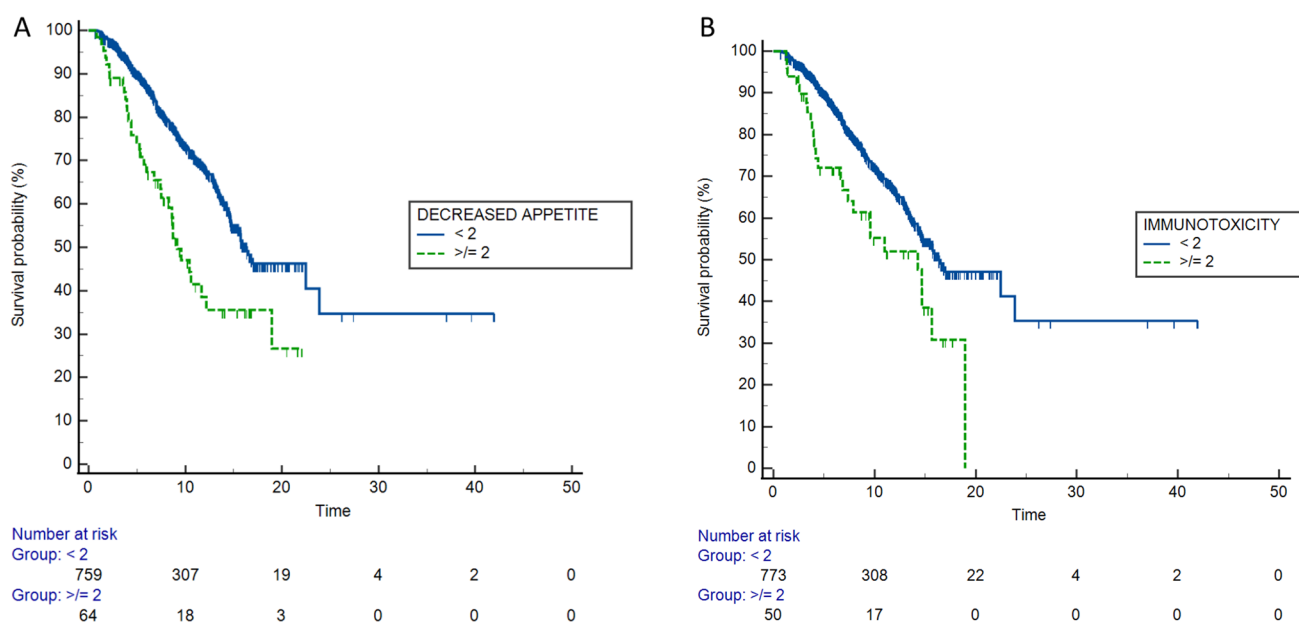 A
Survival probability (%)
100
90
80
70
60
50
40
30
20
10
0
0 10 20 30 40 50
Time
DECREASED APPETITE
< 2
>/= 2
Number at risk
Group: < 2
759 307 19 4 2 0
Group: >/= 2
64 18 3 0 0 0
B
Survival probability (%)
100
90
80
70
60
50
40
30
20
10
0
0 10 20 30 40 50
Time
IMMUNOTOXICITY
< 2
>/= 2
Number at risk
Group: < 2
773 308 22 4 2 0
Group: >/= 2
50 17 0 0 0 0